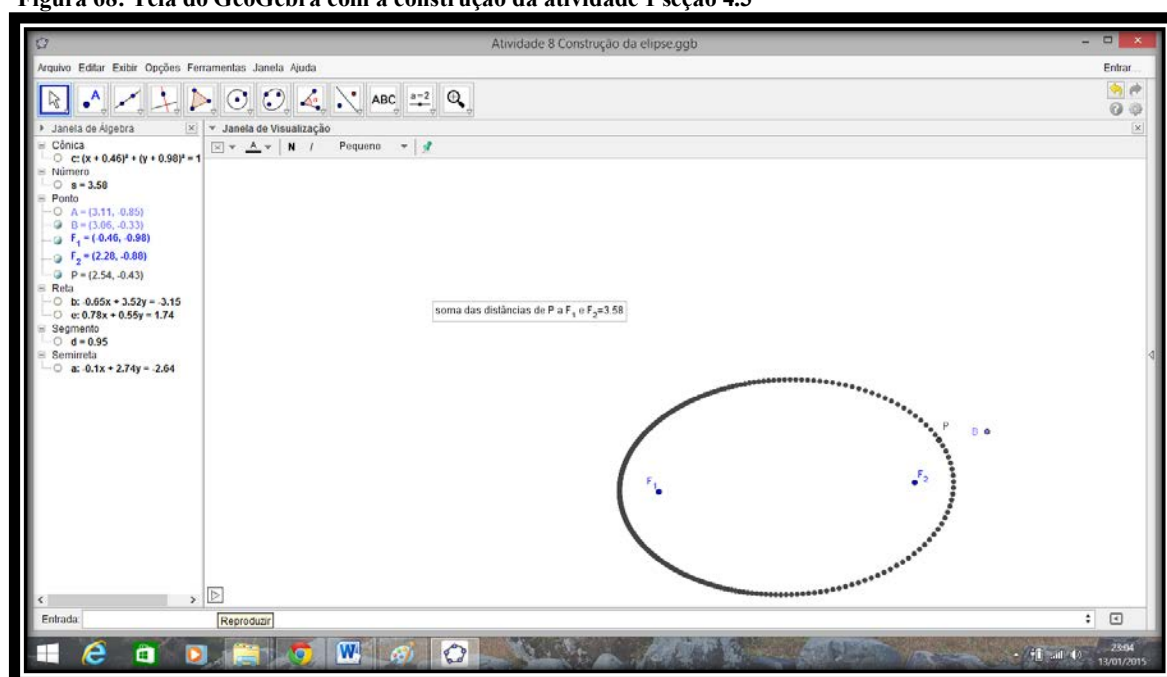 Figura 68: Tela do GeoGebra com a construção da atividade 1 seção 4.3
Atividade 8 Construção da elipse.ggb
Arquivo Editar Exibir Opções Ferramentas Janela Ajuda
Entrar...
A
ABC
a=2
Janela de Álgebra
Janela de Visualização
A N I Pequeno
Cônica
c: (x + 0.46)² + (y + 0.98)² = 1
Número
s = 3.58
Ponto
A = (3.11, -0.85)
B = (3.06, -0.33)
F₁ = (-0.46, -0.98)
F₂ = (2.28, -0.88)
P = (2.54, -0.43)
Reta
b: -0.65x + 3.52y = -3.15
e: 0.78x + 0.55y = 1.74
Segmento
d = 0.95
Semirreta
a: -0.1x + 2.74y = -2.64
soma das distâncias de P a F₁ e F₂=3.58
P
B
F₁
F₂
Entrada:
Reproduzir
23:04
13/01/2015